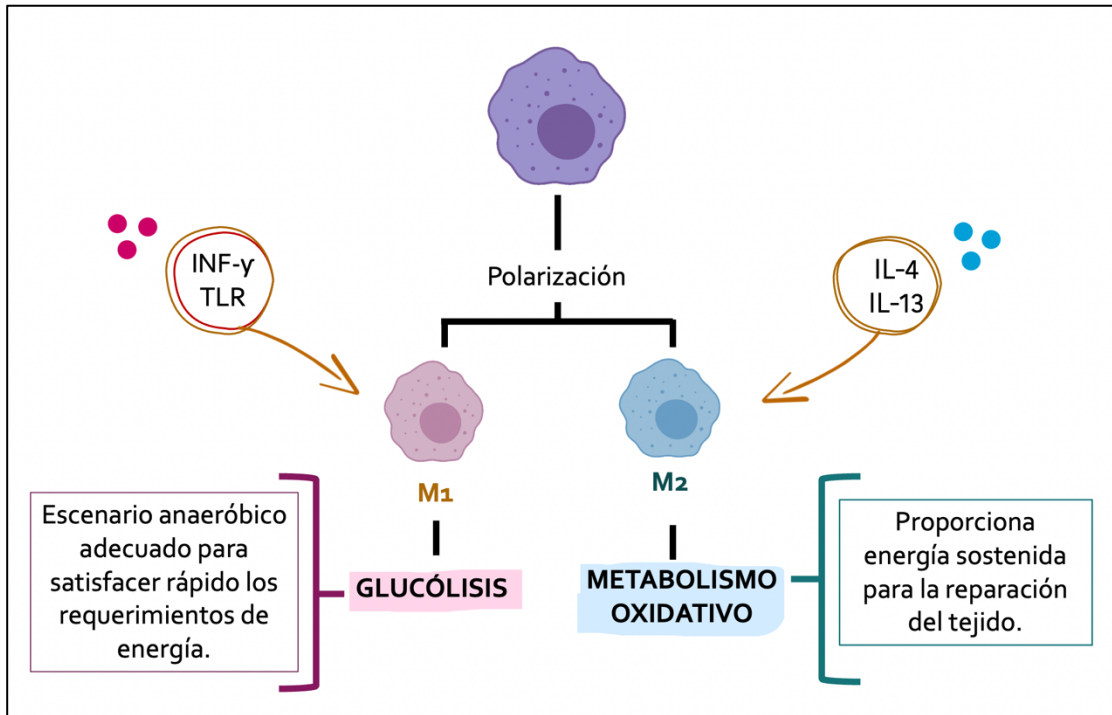 INF-γ
TLR
IL-4
IL-13
Polarización
M1
M2
Escenario anaeróbico
adecuado para
satisfacer rápido los
requerimientos de
energía.
GLUCÓLISIS
METABOLISMO
OXIDATIVO
Proporciona
energía sostenida
para la reparación
del tejido.